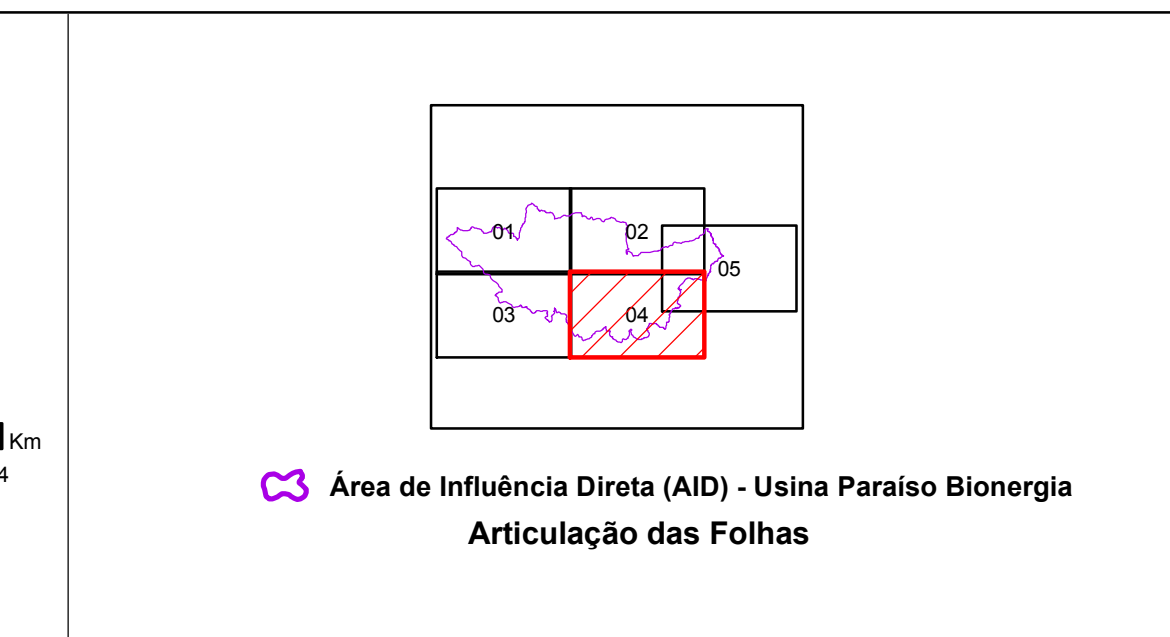 01
02
05
03
04
Km
4
Área de Influência Direta (AID) - Usina Paraíso Bionergia
Articulação das Folhas